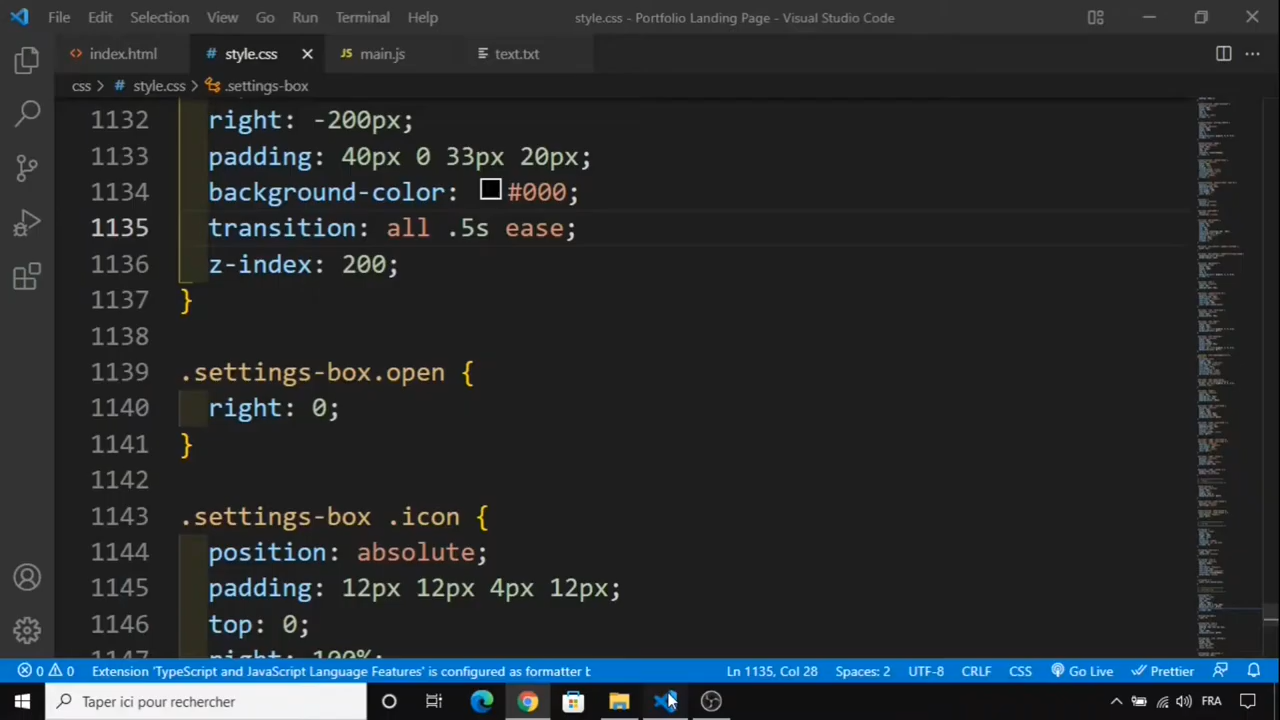 File Edit Selection View Go Run Terminal Help style.css - Portfolio Landing Page - Visual Studio Code
index.html # style.css JS main.js text.txt
css > # style.css > .settings-box
1132 right: -200px;
1133 padding: 40px 0 33px 20px;
1134 background-color: #000;
1135 transition: all .5s ease;
1136 z-index: 200;
1137 }
1138
1139 .settings-box.open {
1140 right: 0;
1141 }
1142
1143 .settings-box .icon {
1144 position: absolute;
1145 padding: 12px 12px 4px 12px;
1146 top: 0;
1147 right: 100%;
0 0 Extension 'TypeScript and JavaScript Language Features' is configured as formatter b Ln 1135, Col 28 Spaces: 2 UTF-8 CRLF CSS Go Live Prettier
Taper ici pour rechercher FRA